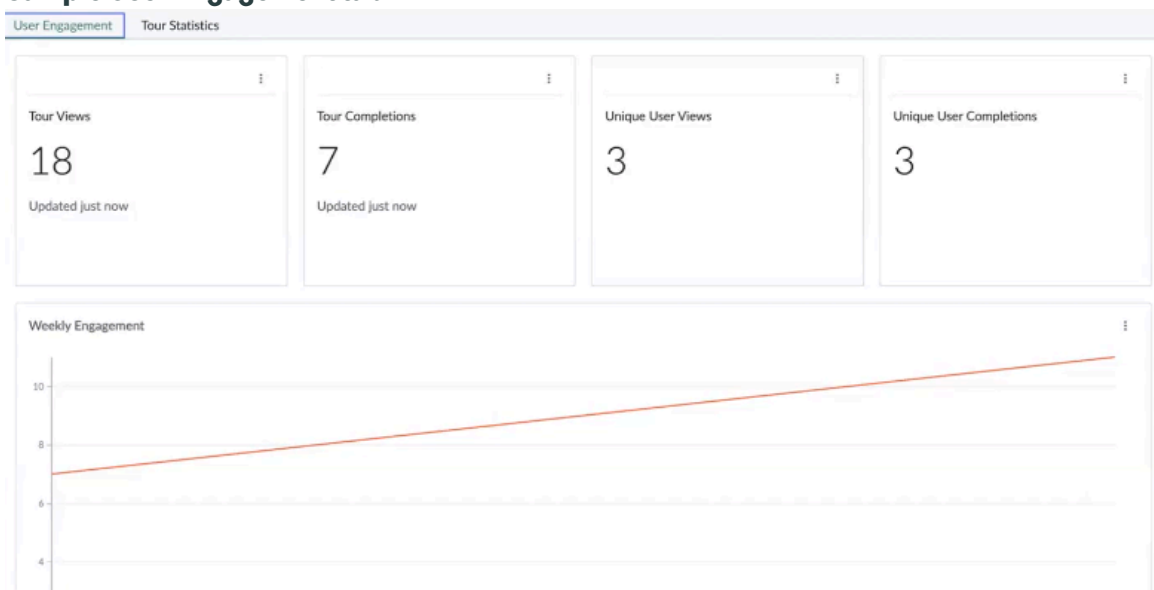 User Engagement Tour Statistics
Tour Views
18
Updated just now
Tour Completions
7
Updated just now
Unique User Views
3
Unique User Completions
3
Weekly Engagement
10
8
6
4